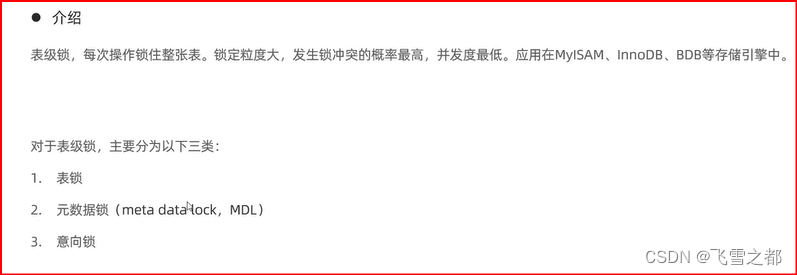 ● 介绍
表级锁，每次操作锁住整张表。锁定粒度大，发生锁冲突的概率最高，并发度最低。应用在MyISAM、InnoDB、BDB等存储引擎中。
对于表级锁，主要分为以下三类：
1. 表锁
2. 元数据锁（meta data lock，MDL）
3. 意向锁
CSDN @飞雪之都